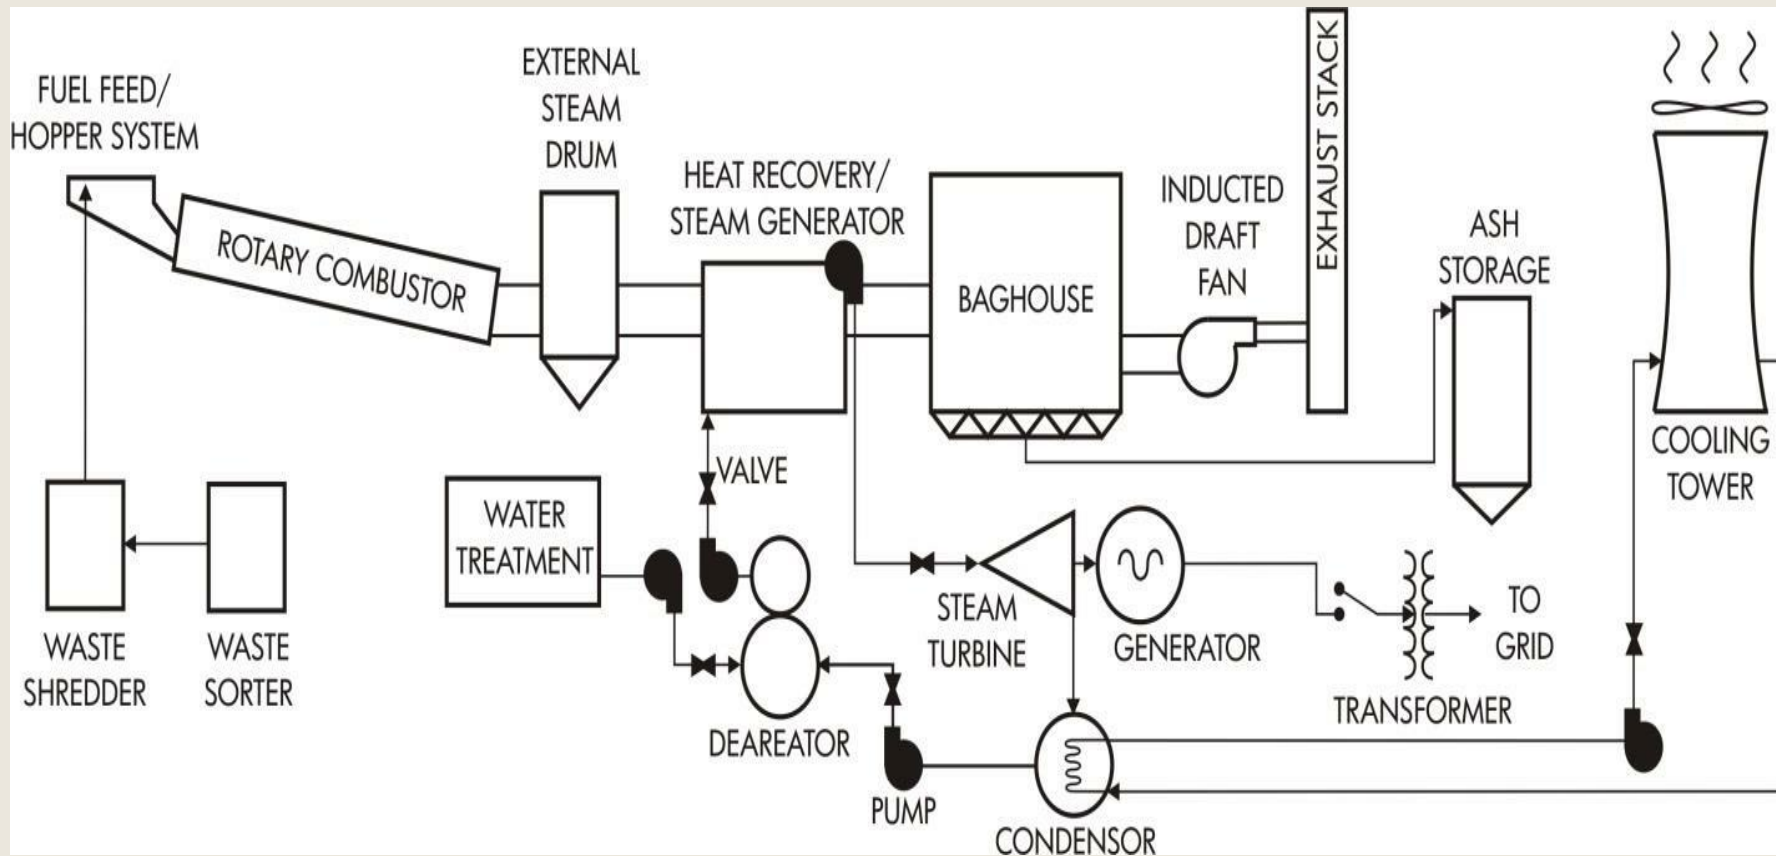 FUEL FEED/
HOPPER SYSTEM
EXTERNAL
STEAM
DRUM
ROTARY COMBUSTOR
HEAT RECOVERY/
STEAM GENERATOR
BAGHOUSE
INDUCTED
DRAFT
FAN
EXHAUST STACK
ASH
STORAGE
COOLING
TOWER
WASTE
SHREDDER
WASTE
SORTER
WATER
TREATMENT
VALVE
DEAREATOR
PUMP
STEAM
TURBINE
GENERATOR
CONDENSOR
TRANSFORMER
TO
GRID